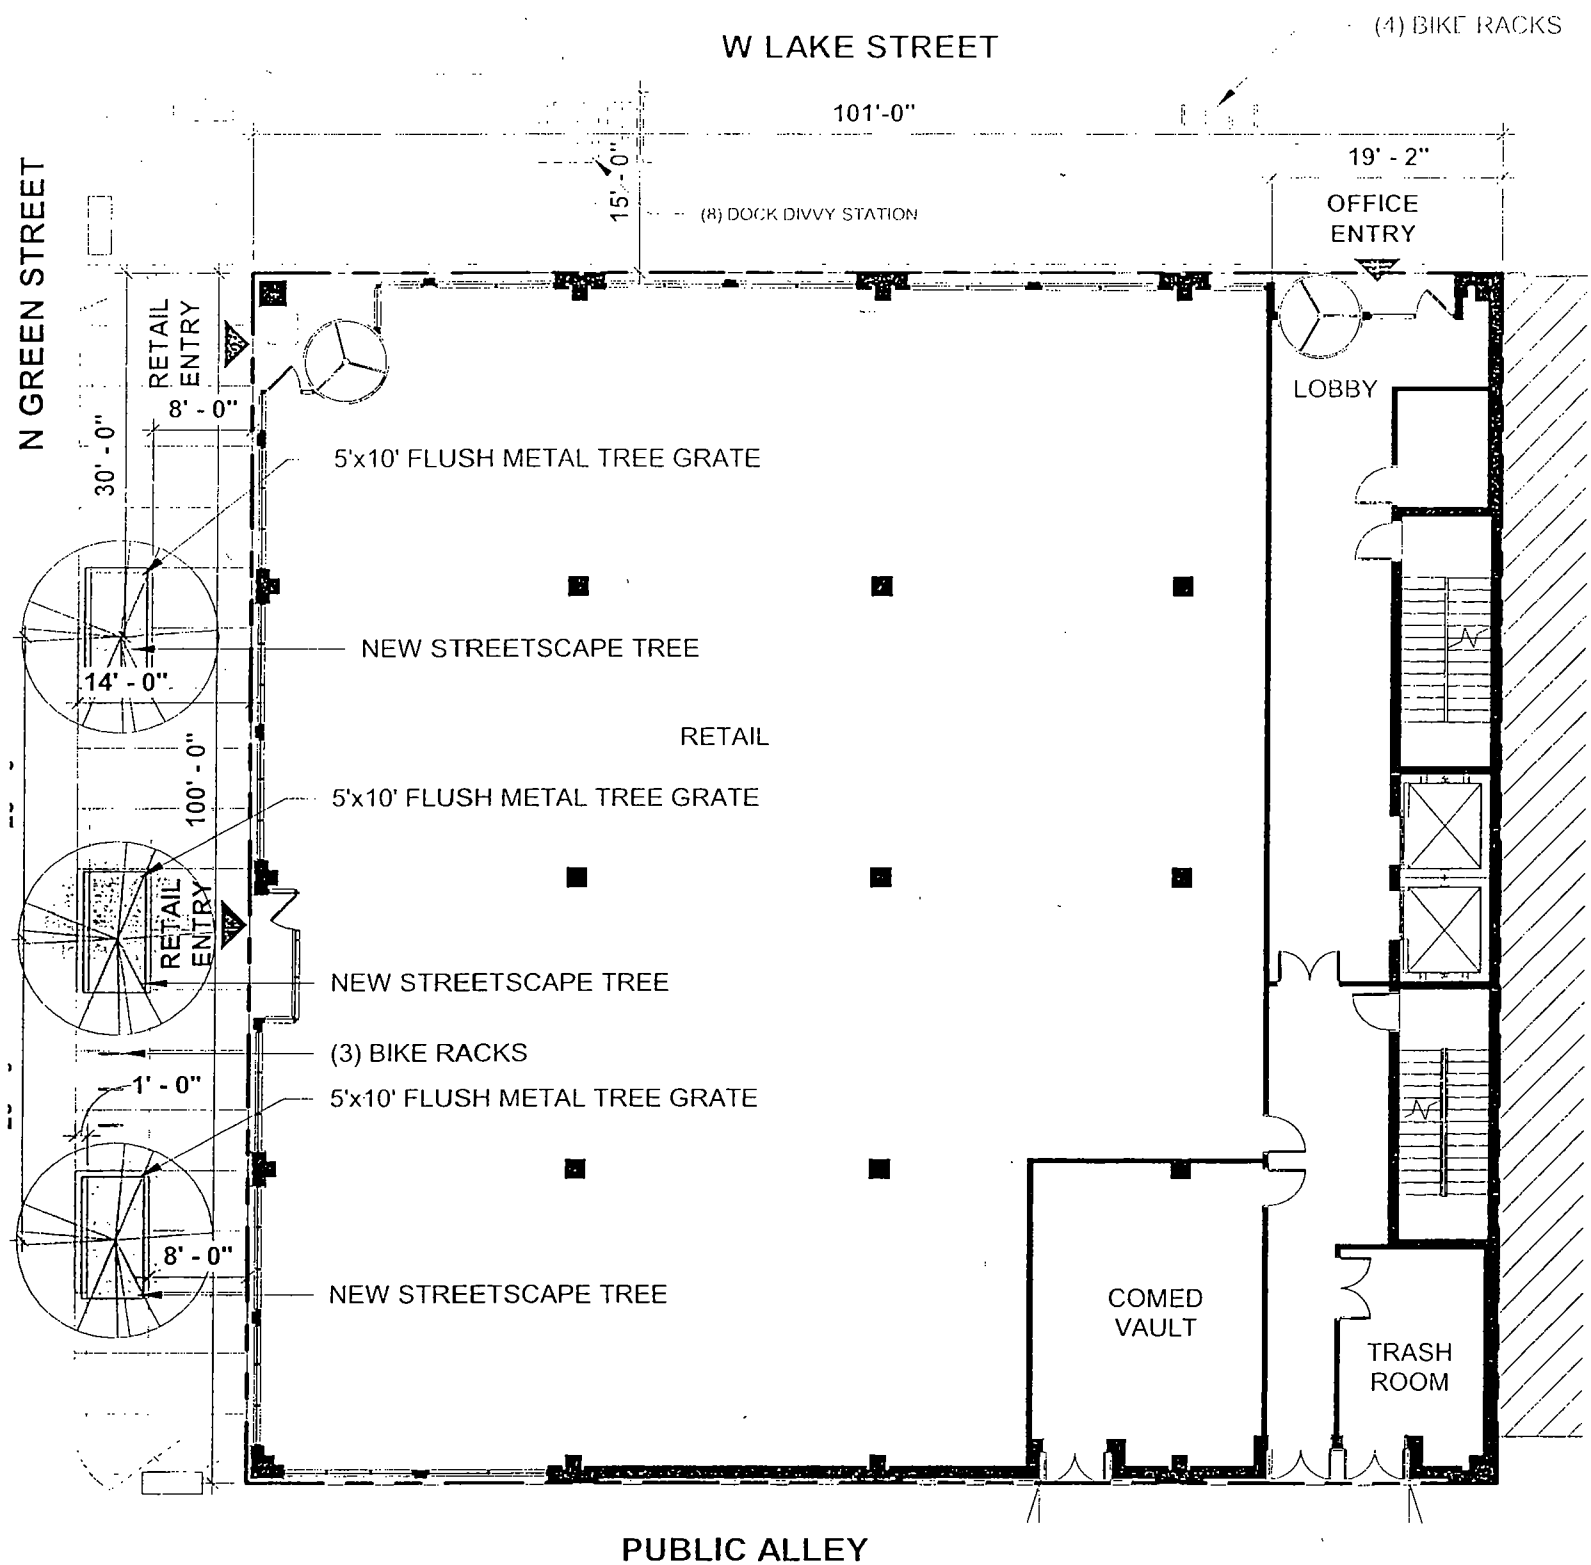 (4) BIKE RACKS
W LAKE STREET
101'-0"
19' - 2"
15' - 0"
(8) DOCK DIVVY STATION
OFFICE
ENTRY
N GREEN STREET
RETAIL
ENTRY
LOBBY
8' - 0"
30' - 0"
5'x10' FLUSH METAL TREE GRATE
NEW STREETSCAPE TREE
14' - 0"
RETAIL
100' - 0"
5'x10' FLUSH METAL TREE GRATE
RETAIL
ENTRY
NEW STREETSCAPE TREE
(3) BIKE RACKS
1' - 0"
5'x10' FLUSH METAL TREE GRATE
8' - 0"
NEW STREETSCAPE TREE
COMED
VAULT
TRASH
ROOM
PUBLIC ALLEY